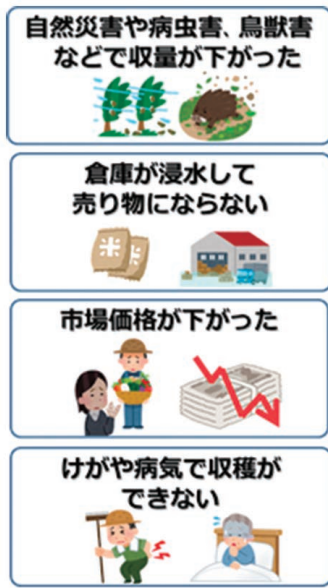 自然災害や病虫害、鳥獣害
などで収量が下がった
倉庫が浸水して
売り物にならない
米
市場価格が下がった
けがや病気で収穫が
できない